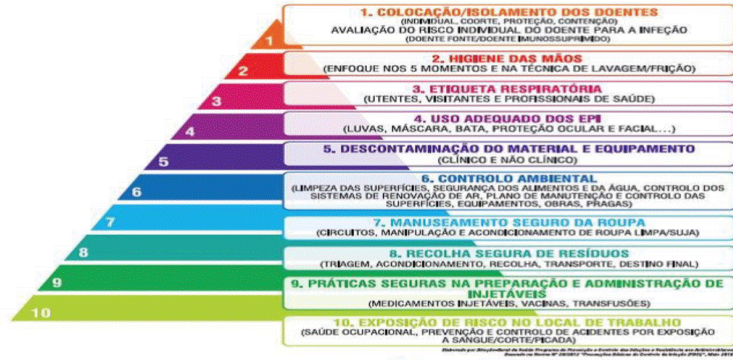 1. COLOCAÇÃO/ISOLAMENTO DOS DOENTES
(INDIVIDUAL, COORTE, PROTEÇÃO, CONTENÇÃO)
AVALIAÇÃO DO RISCO INDIVIDUAL DO DOENTE PARA A INFEÇÃO
(DOENTE FONTE/DOENTE IMUNOSSUPRIMIDO)
1
2. HIGIENE DAS MÃOS
(ENFOQUE NOS 5 MOMENTOS E NA TÉCNICA DE LAVAGEM/FRIÇÃO)
2
3. ETIQUETA RESPIRATÓRIA
(UTENTES, VISITANTES E PROFISSIONAIS DE SAÚDE)
3
4. USO ADEQUADO DOS EPI
(LUVAS, MÁSCARA, BATA, PROTEÇÃO OCULAR E FACIAL...)
4
5. DESCONTAMINAÇÃO DO MATERIAL E EQUIPAMENTO
(CLÍNICO E NÃO CLÍNICO)
5
6. CONTROLO AMBIENTAL
(LIMPEZA DAS SUPERFÍCIES, SEGURANÇA DOS ALIMENTOS E DA ÁGUA, CONTROLO DOS
SISTEMAS DE RENOVAÇÃO DE AR, PLANO DE MANUTENÇÃO E CONTROLO DAS
SUPERFÍCIES, EQUIPAMENTOS, OBRAS, PRAGAS)
6
7. MANUSEAMENTO SEGURO DA ROUPA
(CIRCUITOS, MANIPULAÇÃO E ACONDICIONAMENTO DE ROUPA LIMPA/SUJA)
7
8. RECOLHA SEGURA DE RESÍDUOS
(TRIAGEM, ACONDICIONAMENTO, RECOLHA, TRANSPORTE, DESTINO FINAL)
8
9. PRÁTICAS SEGURAS NA PREPARAÇÃO E ADMINISTRAÇÃO DE
INJETÁVEIS
(MEDICAMENTOS INJETÁVEIS, VACINAS, TRANSFUSÕES)
9
10. EXPOSIÇÃO DE RISCO NO LOCAL DE TRABALHO
(SAÚDE OCUPACIONAL, PREVENÇÃO E CONTROLO DE ACIDENTES POR EXPOSIÇÃO
A SANGUE/CORTE/PICADA)
10